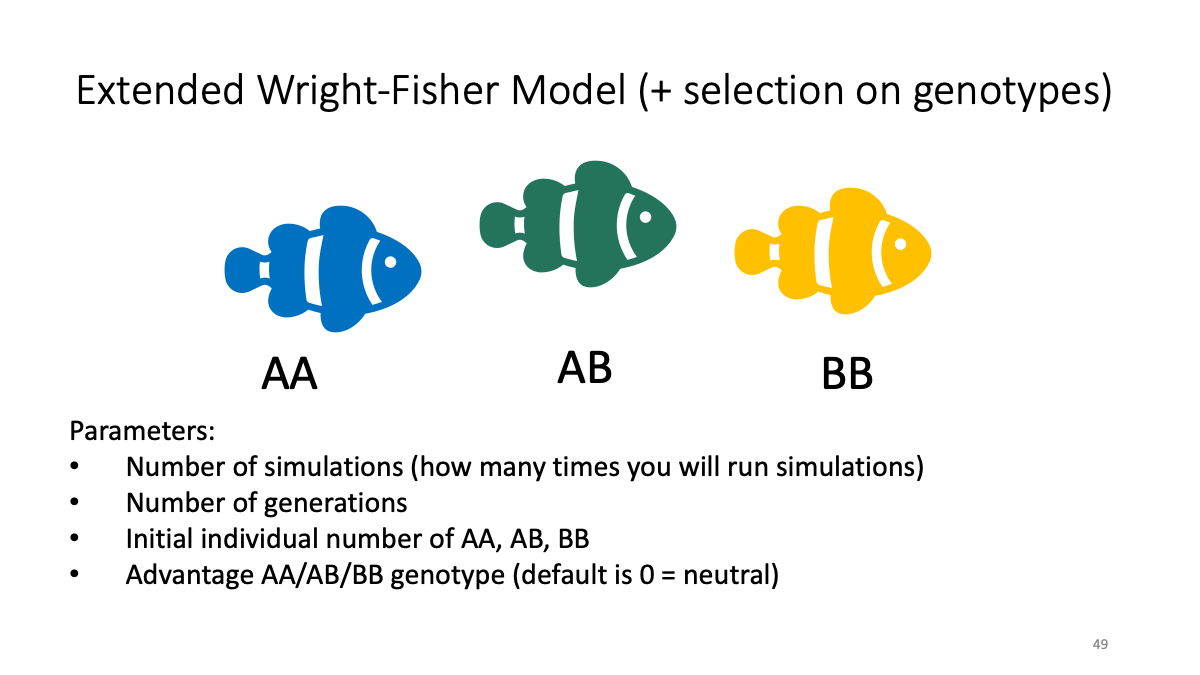 Extended Wright-Fisher Model (+ selection on genotypes)
AA
AB
BB
Parameters:
• Number of simulations (how many times you will run simulations)
• Number of generations
• Initial individual number of AA, AB, BB
• Advantage AA/AB/BB genotype (default is 0 = neutral)
49